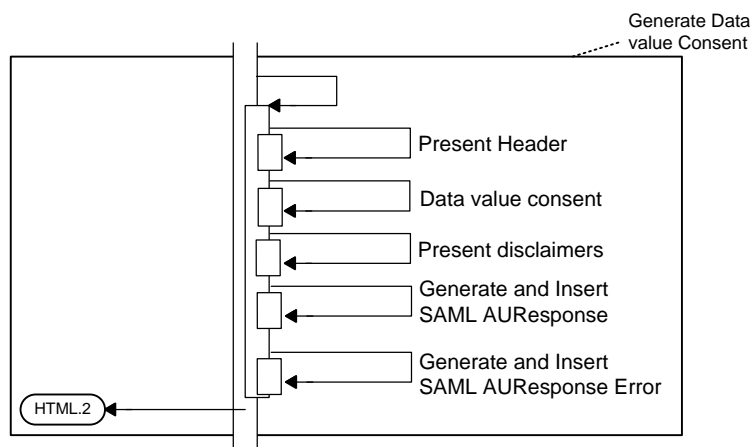 Generate Data
value Consent
Present Header
Data value consent
Present disclaimers
Generate and Insert
SAML AUResponse
Generate and Insert
SAML AUResponse Error
HTML.2